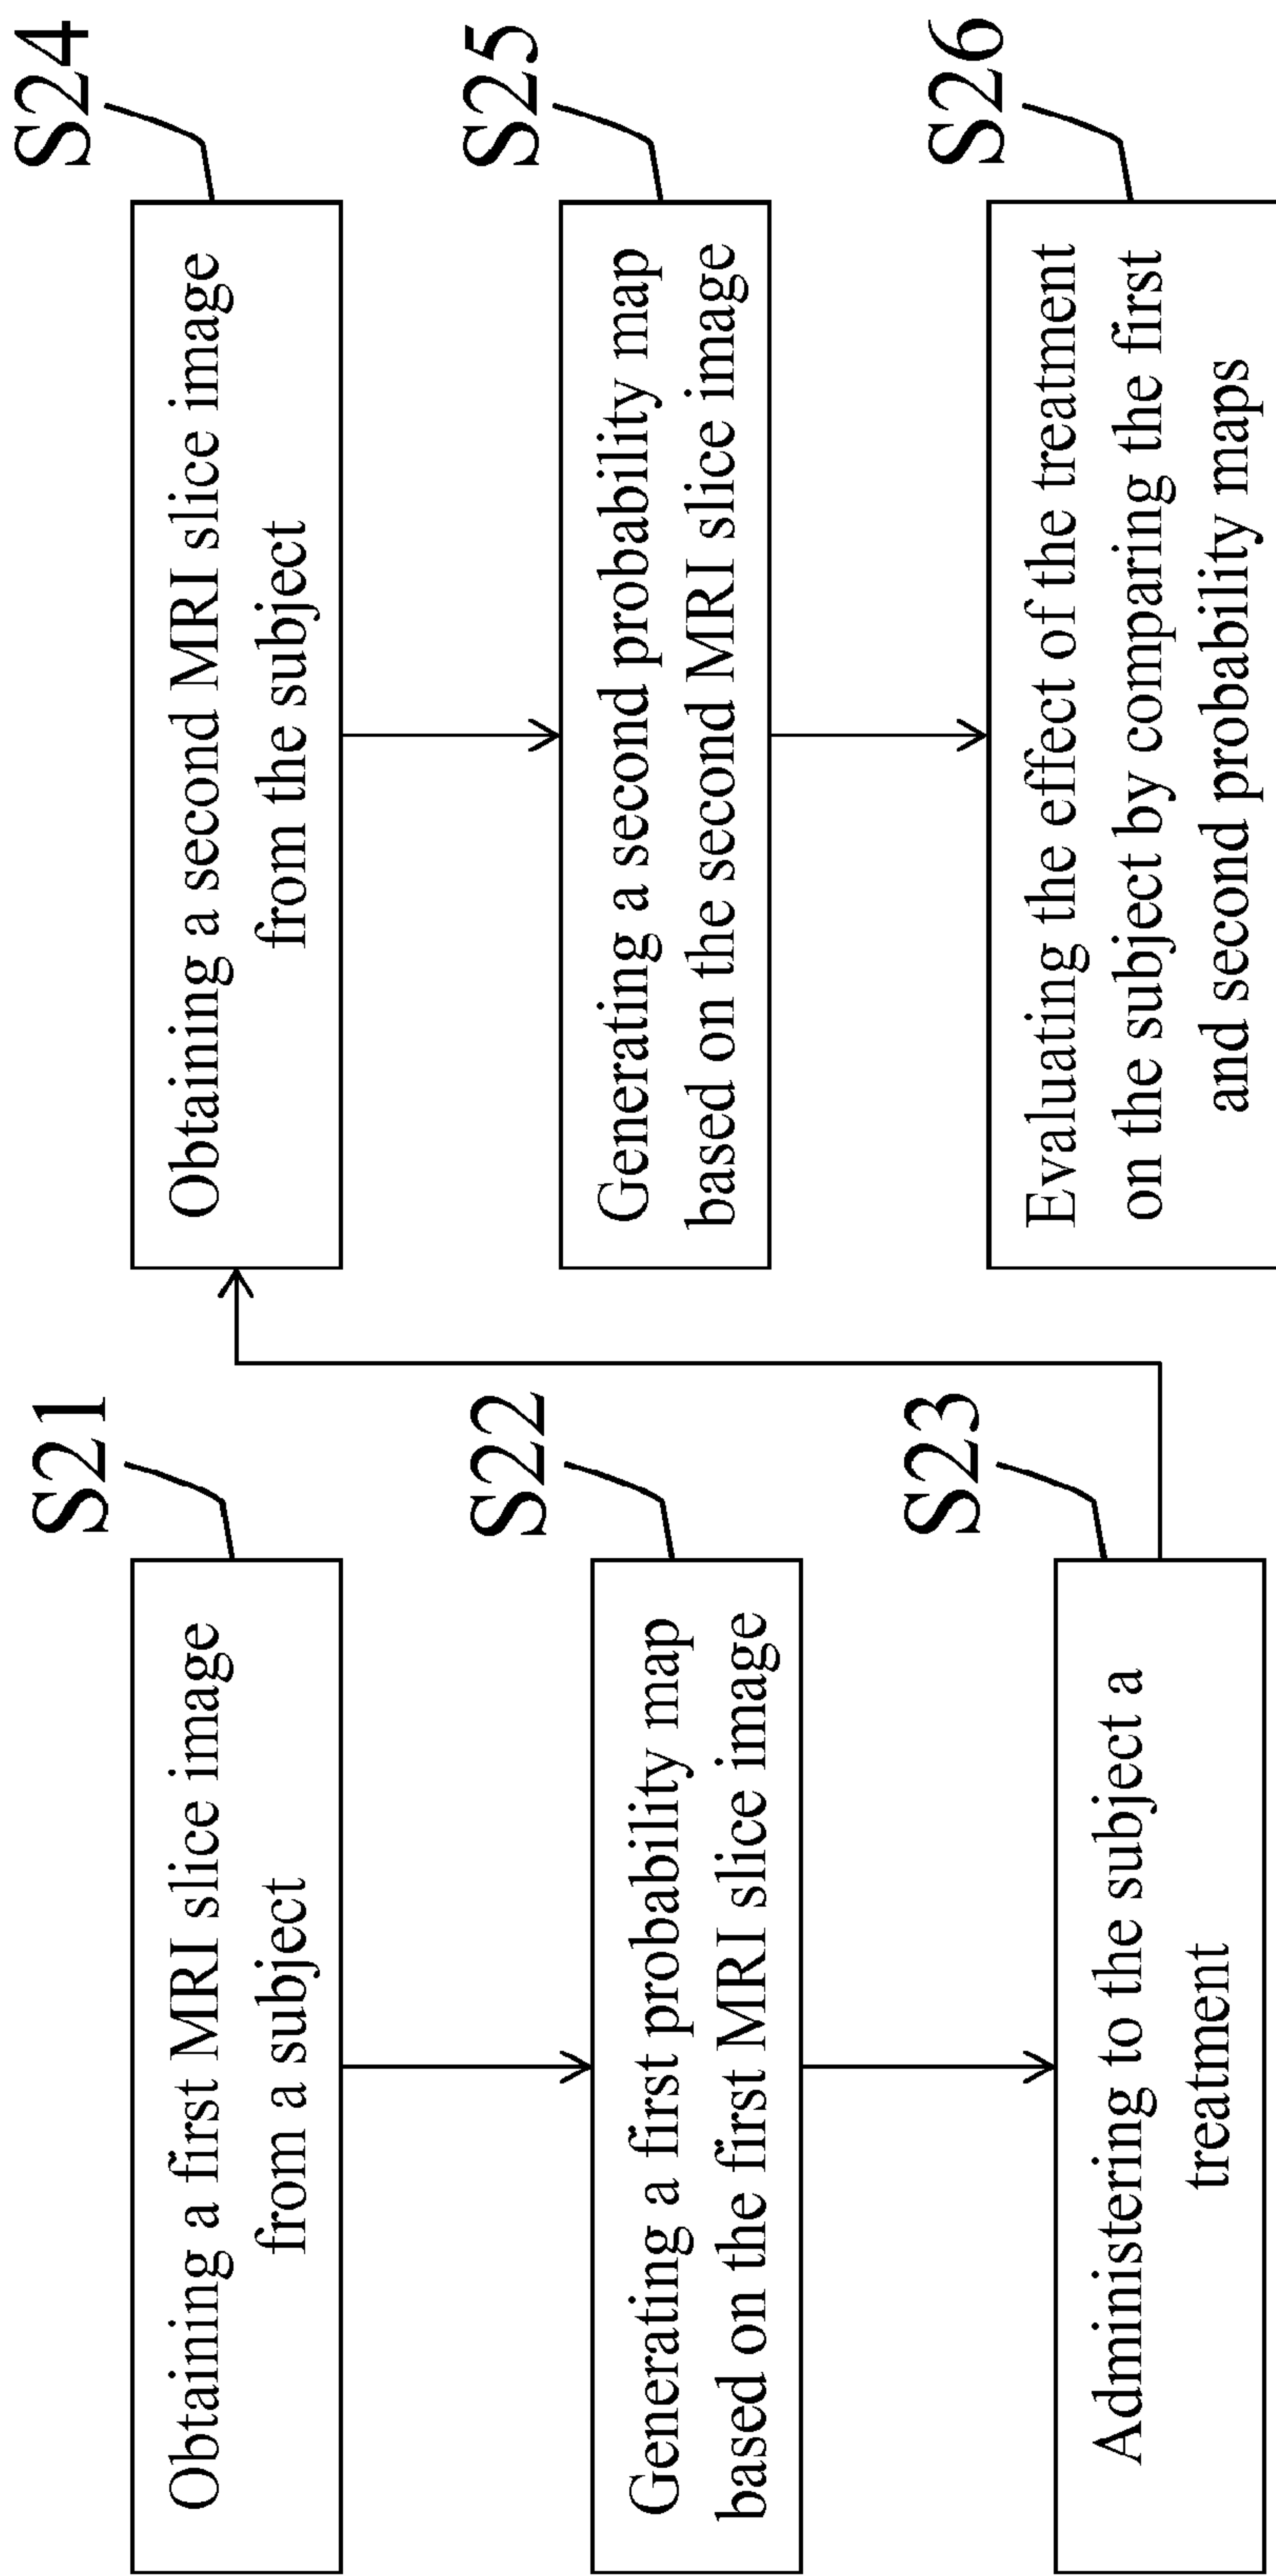 S21
Obtaining a first MRI slice image
from a subject
S22
Generating a first probability map
based on the first MRI slice image
S23
Administering to the subject a
treatment
S24
Obtaining a second MRI slice image
from the subject
S25
Generating a second probability map
based on the second MRI slice image
S26
Evaluating the effect of the treatment
on the subject by comparing the first
and second probability maps